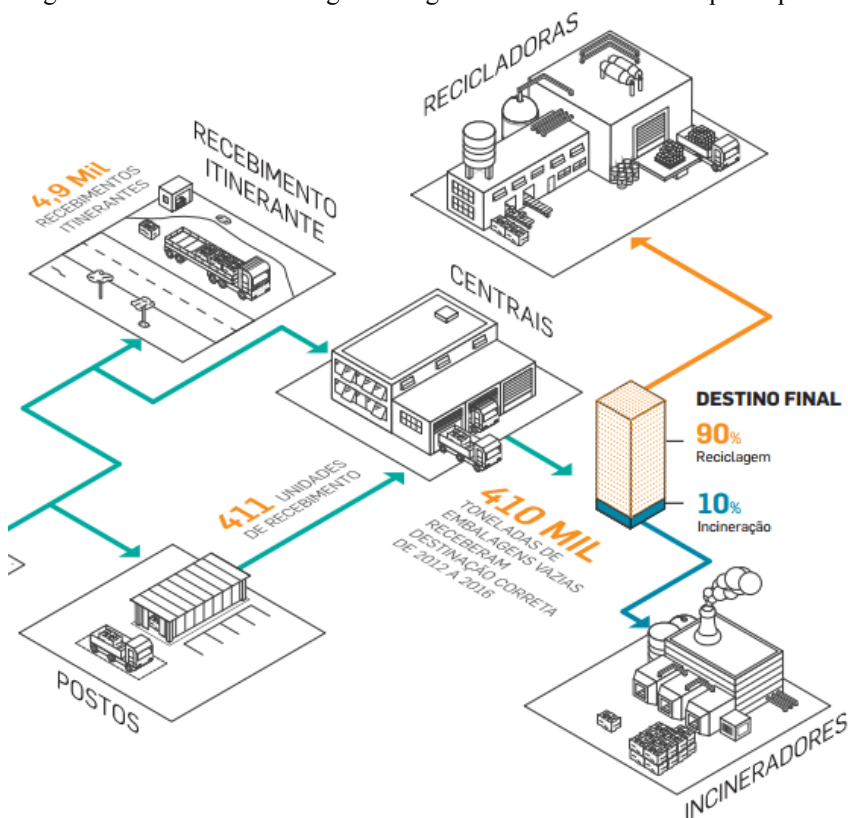 RECICLADORAS
RECEBIMENTO
ITINERANTE
4,9 Mil
RECEBIMENTOS
ITINERANTES
CENTRAIS
DESTINO FINAL
90%
Reciclagem
10%
Incineração
411 UNIDADES
DE RECEBIMENTO
410 MIL
TONELADAS DE
EMBALAGENS VAZIAS
RECEBERAM
DESTINAÇÃO CORRETA
DE 2012 A 2016
POSTOS
INCINERADORES